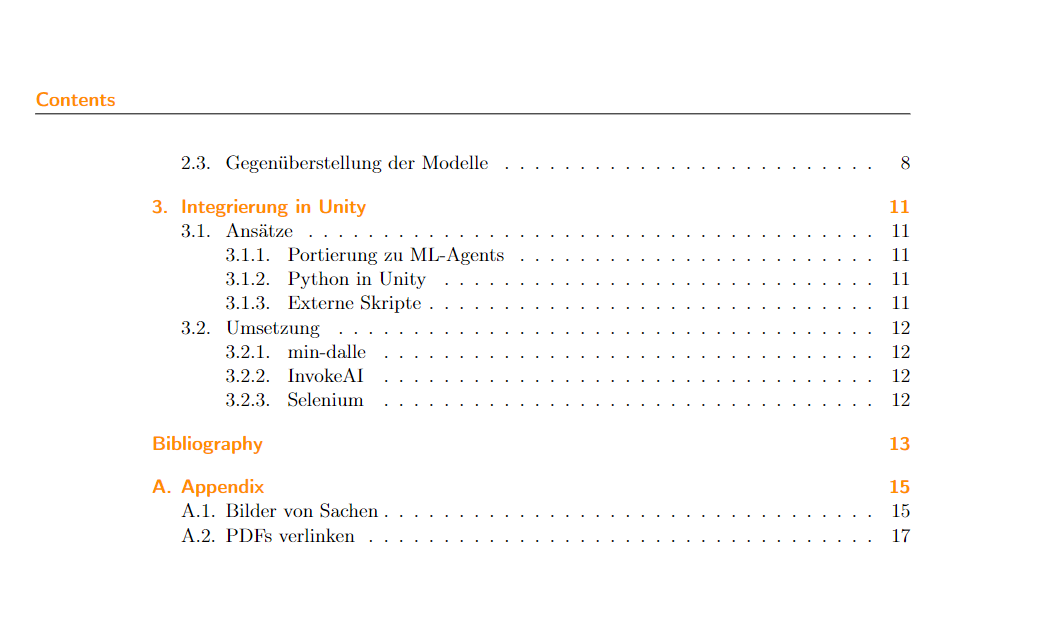 Contents
2.3. Gegenüberstellung der Modelle . . . . . . . . . . . . . . . . . . . . . . . . . 8
3. Integrierung in Unity 11
3.1. Ansätze . . . . . . . . . . . . . . . . . . . . . . . . . . . . . . . . . . . . . . 11
3.1.1. Portierung zu ML-Agents . . . . . . . . . . . . . . . . . . . . . . . . 11
3.1.2. Python in Unity . . . . . . . . . . . . . . . . . . . . . . . . . . . . . 11
3.1.3. Externe Skripte . . . . . . . . . . . . . . . . . . . . . . . . . . . . . . 11
3.2. Umsetzung . . . . . . . . . . . . . . . . . . . . . . . . . . . . . . . . . . . . 12
3.2.1. min-dalle . . . . . . . . . . . . . . . . . . . . . . . . . . . . . . . . . 12
3.2.2. InvokeAI . . . . . . . . . . . . . . . . . . . . . . . . . . . . . . . . . 12
3.2.3. Selenium . . . . . . . . . . . . . . . . . . . . . . . . . . . . . . . . . 12
Bibliography 13
A. Appendix 15
A.1. Bilder von Sachen . . . . . . . . . . . . . . . . . . . . . . . . . . . . . . . . . 15
A.2. PDFs verlinken . . . . . . . . . . . . . . . . . . . . . . . . . . . . . . . . . . 17